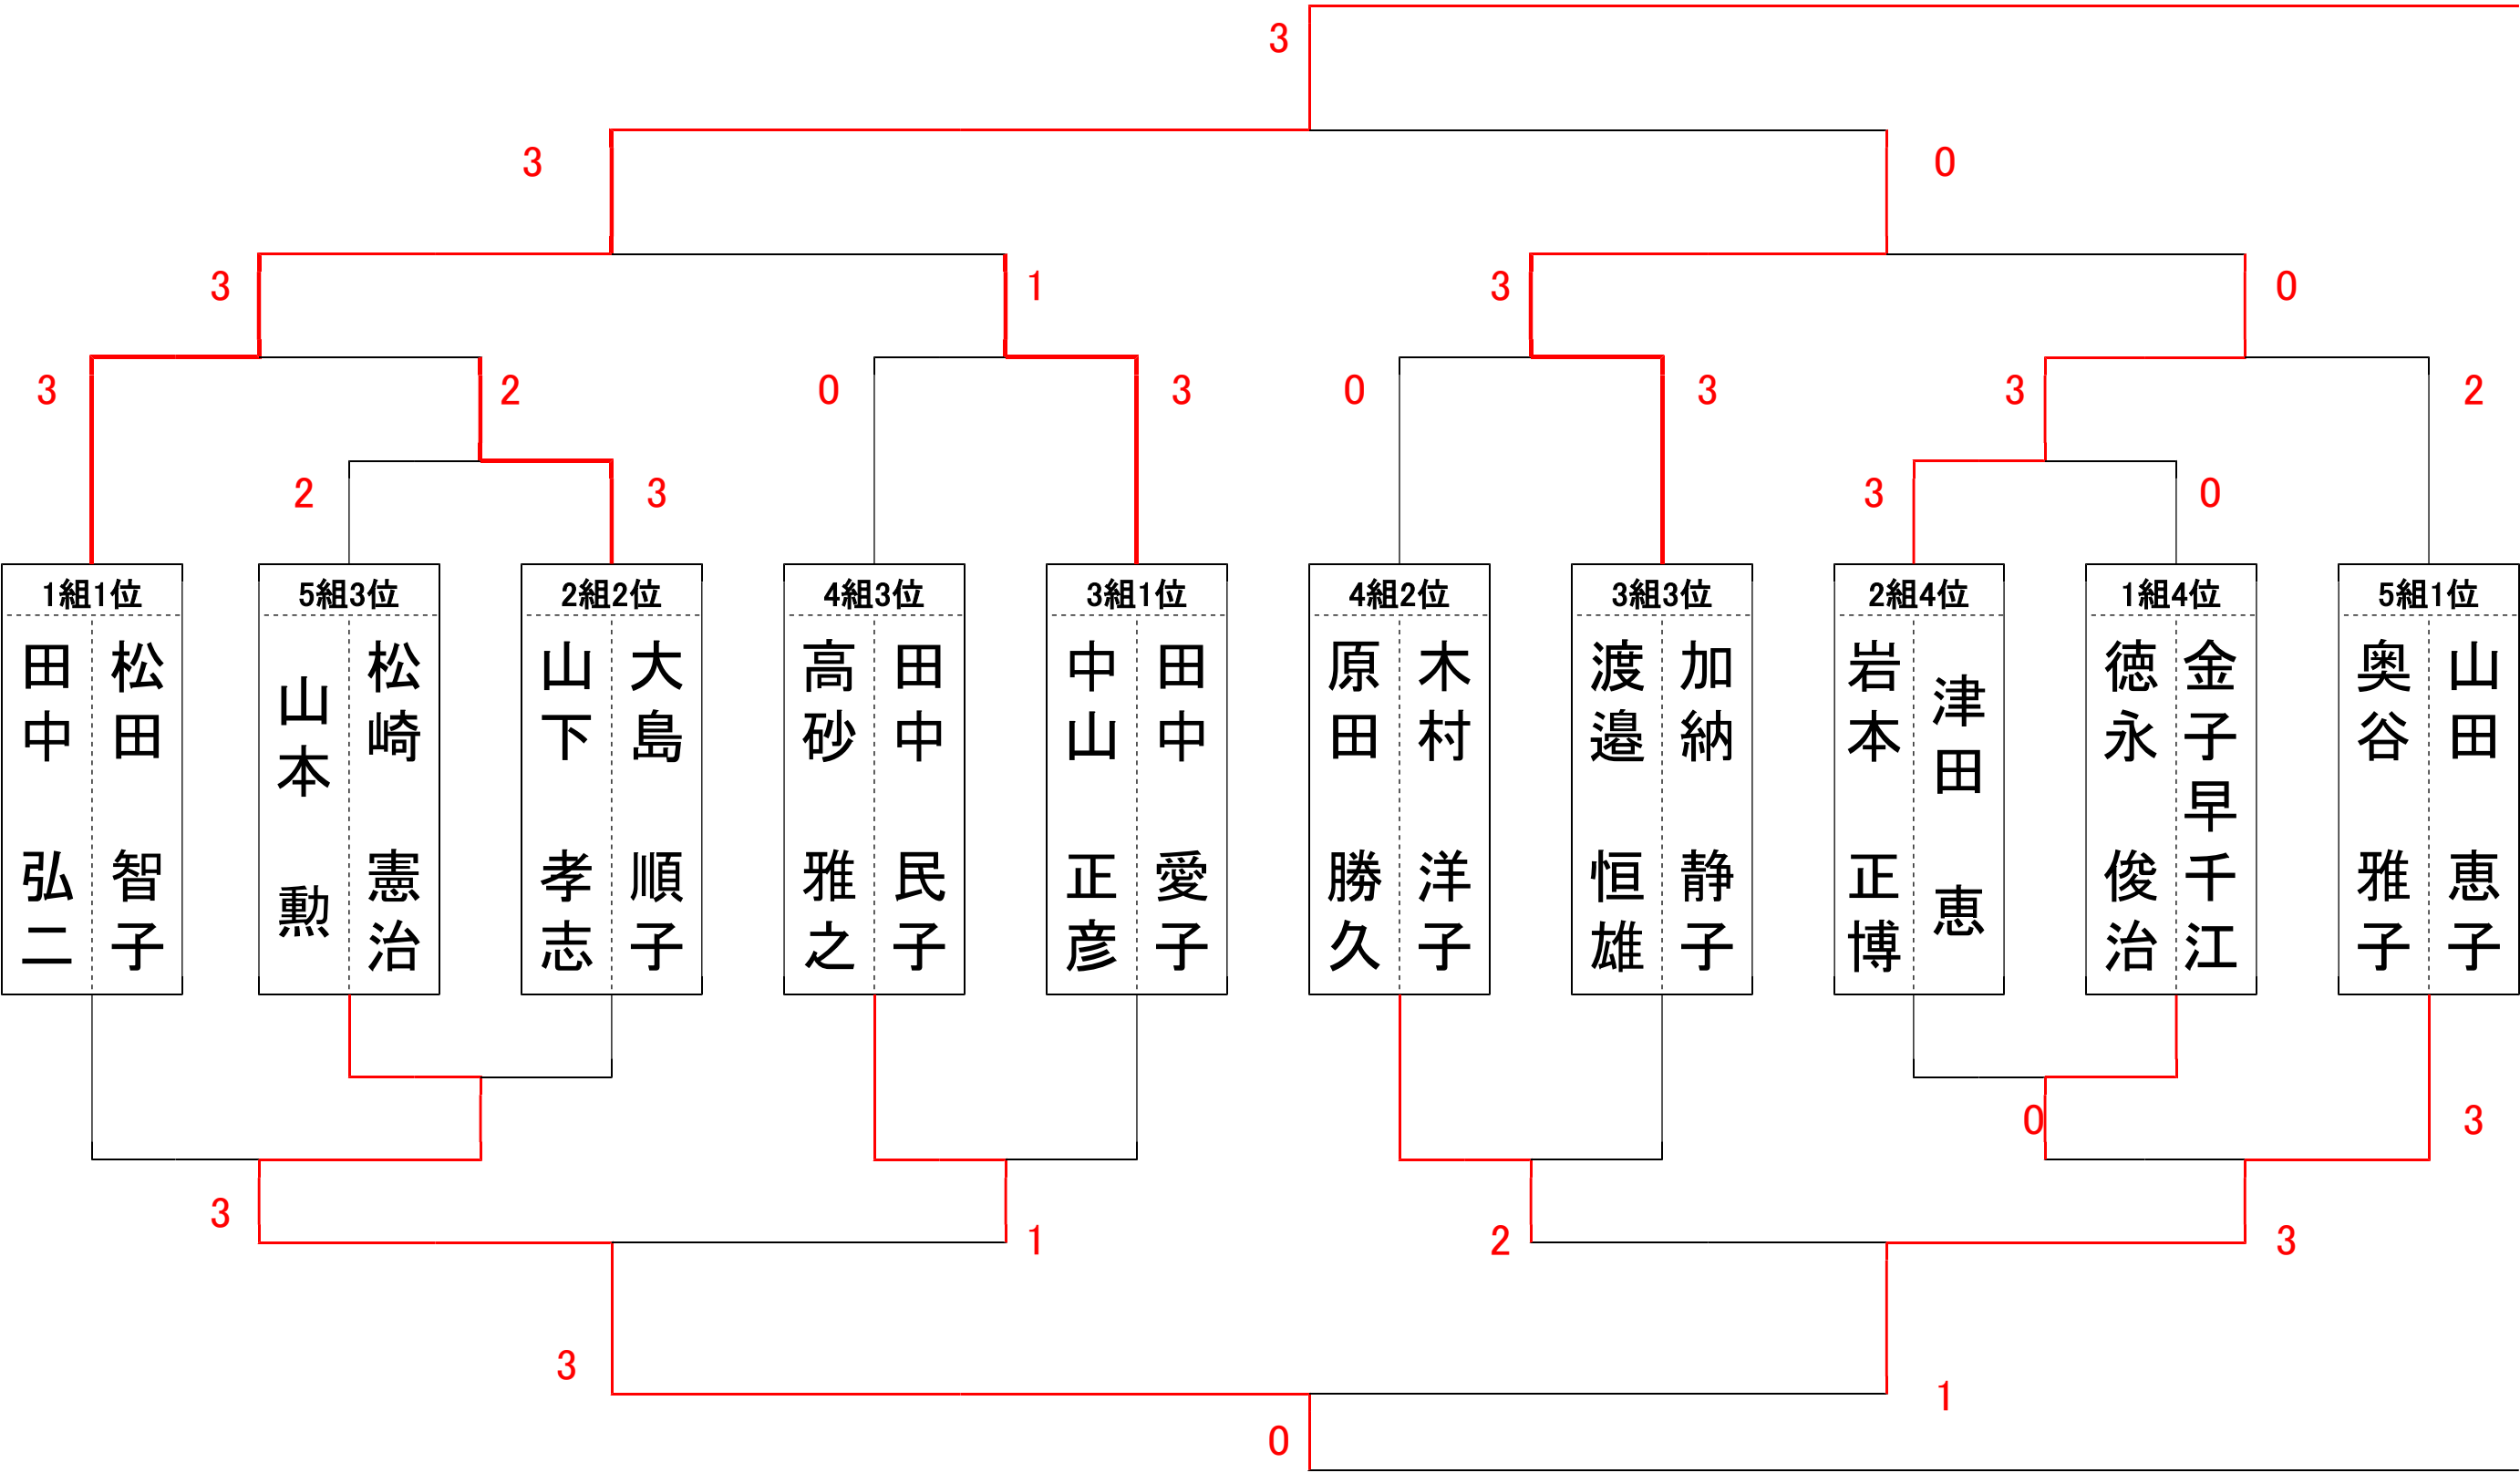 3
3
0
3
1
3
0
3
2
0
3
0
3
3
2
2
3
3
0
1組1位
5組3位
2組2位
4組3位
3組1位
4組2位
3組3位
2組4位
1組4位
5組1位
田中 弘二
松田 智子
山本 勲
松崎 憲治
山下 孝志
大島 順子
高砂 雅之
田中 民子
中山 正彦
田中 愛子
原田 勝久
木村 洋子
渡邉 恒雄
加納 静子
岩本 正博
津田 恵
徳永 俊治
金子早千江
奥谷 雅子
山田 恵子
0
3
3
1
2
3
3
1
0